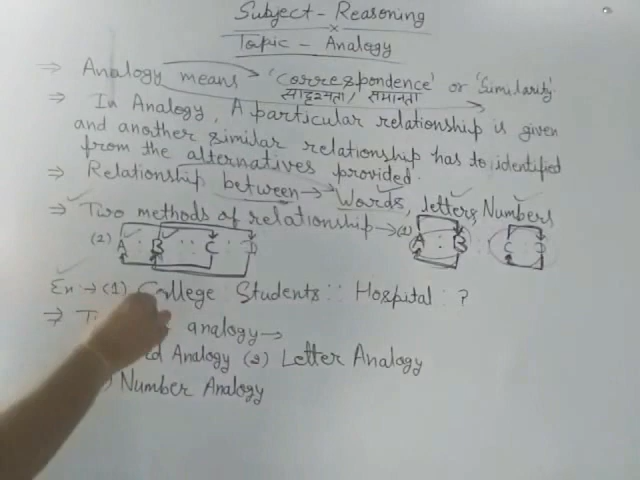 Subject - Reasoning
×
Topic - Analogy
→ Analogy means → 'correspondence' or 'Similarity'
सादृश्यता / समानता
⇒ In Analogy, A particular relationship is given
and another similar relationship has to identified
from the alternatives provided.
⇒ Relationship between → Words, letters, Numbers
⇒ Two methods of relationship → (1) A : B :: C : D
(2) A : B :: C : D
Ex :→ (1) College Students :: Hospital : ?
⇒ analogy →
Analogy (2) Letter Analogy
Number Analogy